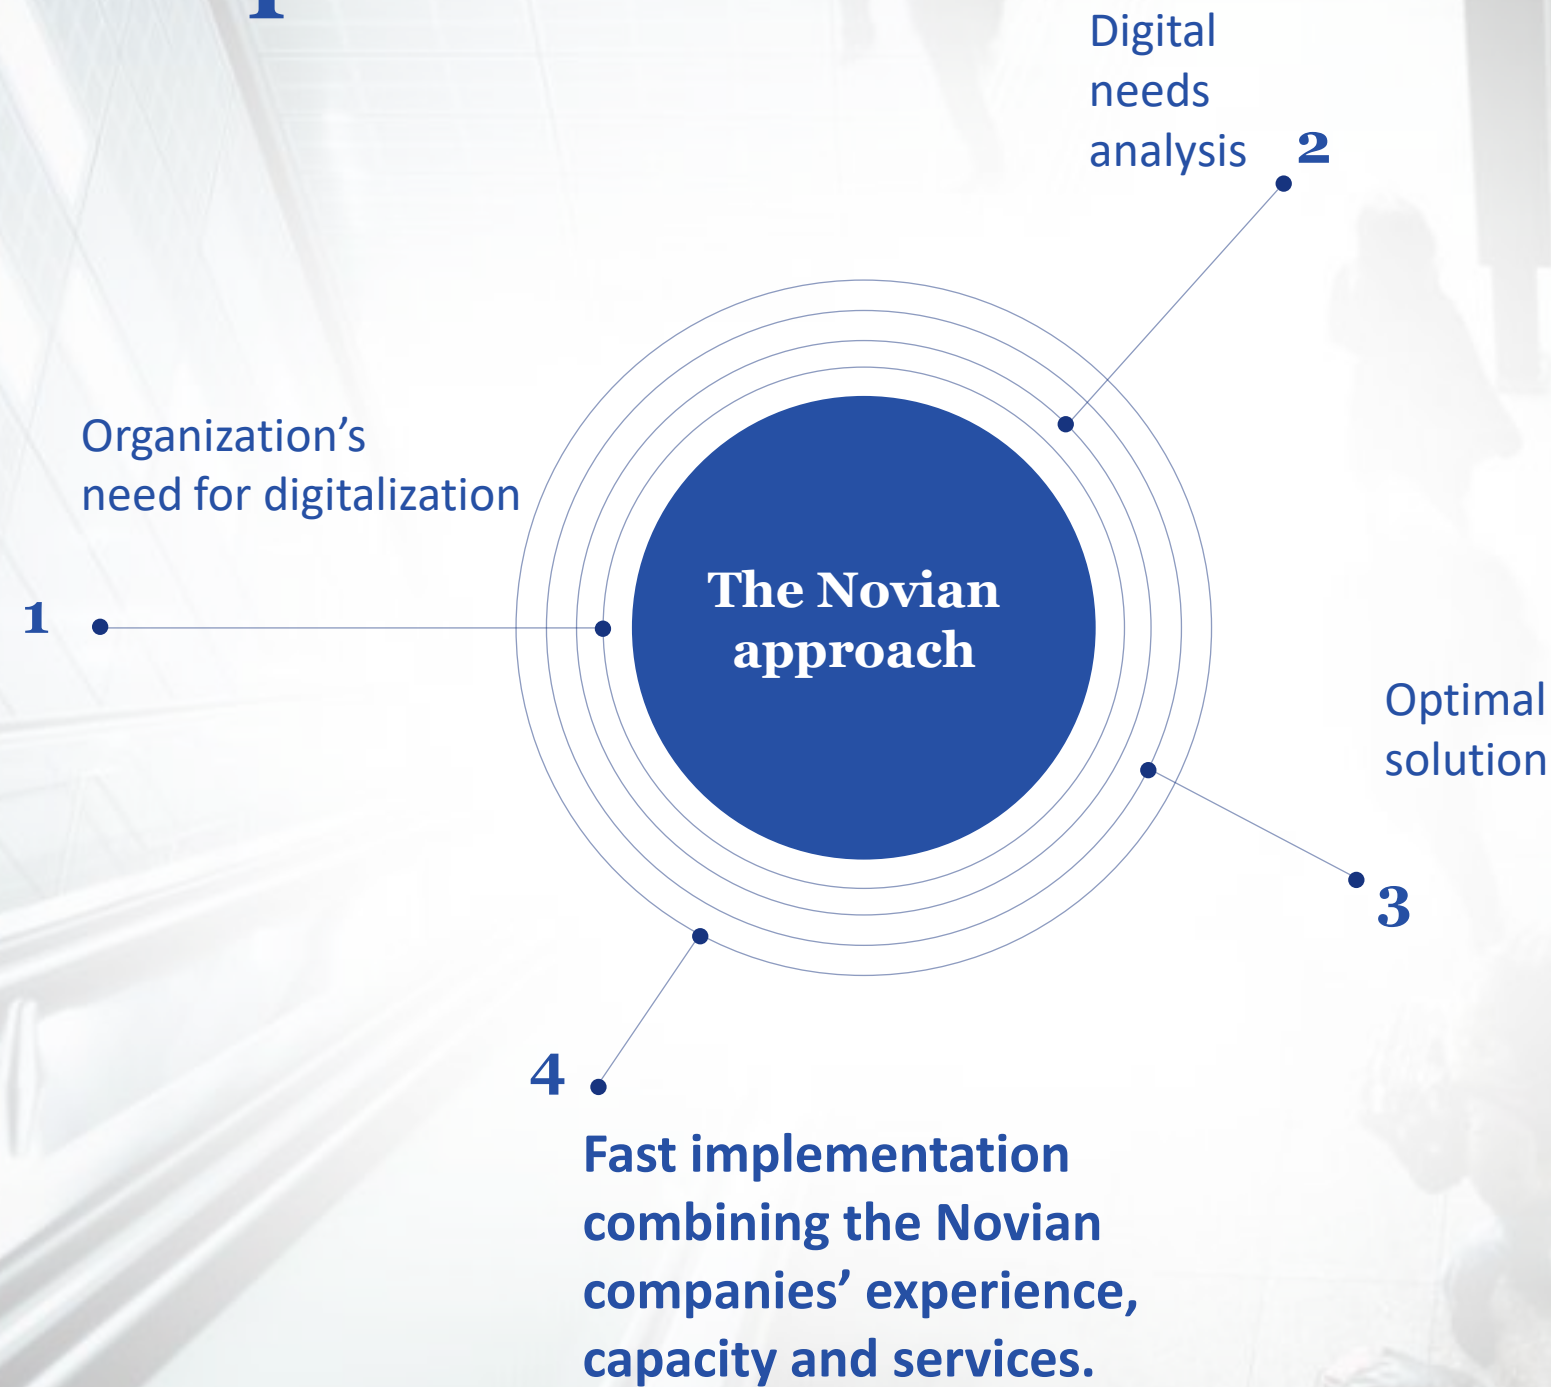 Organization’s
need for digitalization
1
Digital
needs
analysis
2
The Novian
approach
Optimal
solution
3
4
Fast implementation
combining the Novian
companies’ experience,
capacity and services.